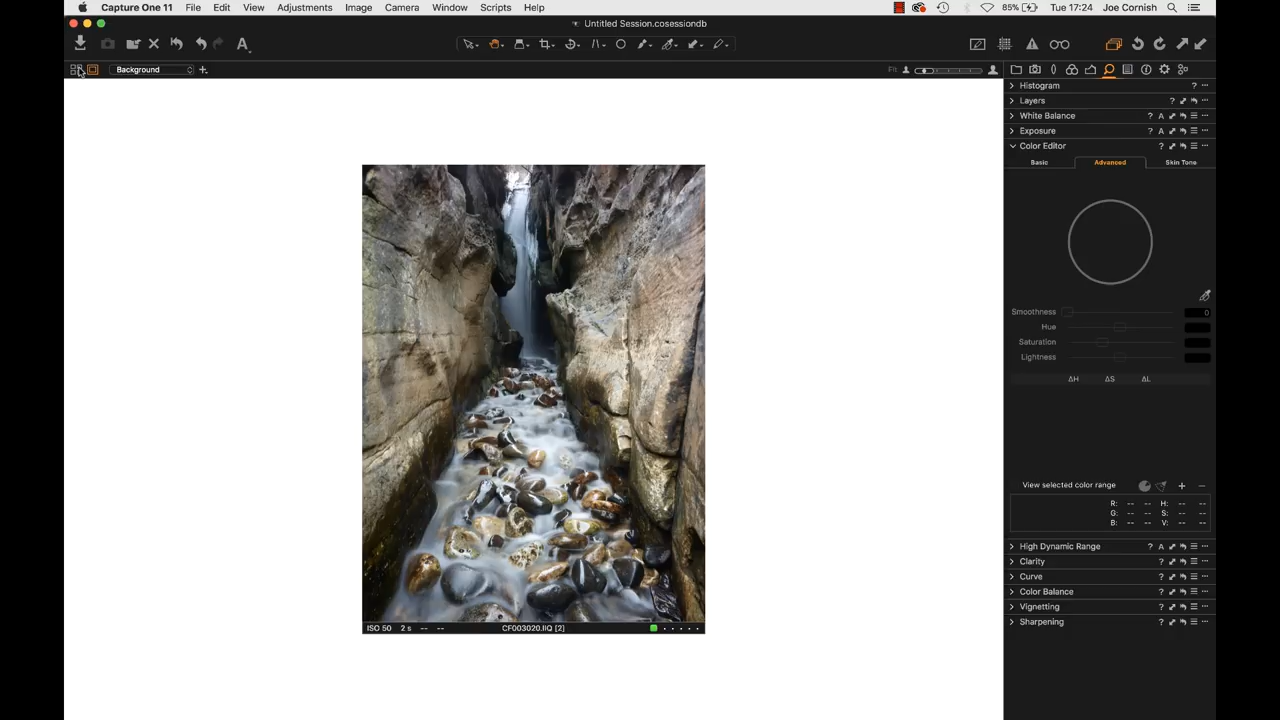 Capture One 11 File Edit View Adjustments Image Camera Window Scripts Help 85% Tue 17:24 Joe Cornish
Untitled Session.cosessiondb
A
Background Fit
Histogram ?
Layers ?
White Balance ? A
Exposure ? A
Color Editor ?
Basic Advanced Skin Tone
Smoothness 0
Hue
Saturation
Lightness
ΔH ΔS ΔL
View selected color range + −
R: -- -- H: -- --
G: -- -- S: -- --
B: -- -- V: -- --
High Dynamic Range ? A
Clarity ?
Curve ?
Color Balance ?
Vignetting ?
Sharpening ?
ISO 50 2 s -- -- CF003020.IIQ [2]